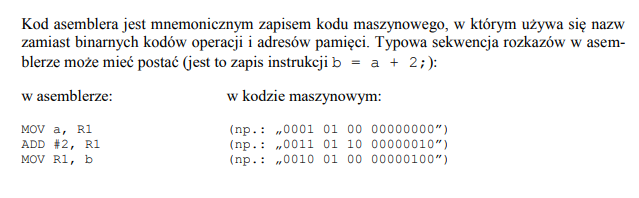 Kod asemblera jest mnemonicznym zapisem kodu maszynowego, w którym używa się nazw
zamiast binarnych kodów operacji i adresów pamięci. Typowa sekwencja rozkazów w asem-
blerze może mieć postać (jest to zapis instrukcji b = a + 2;):
w asemblerze: w kodzie maszynowym:
MOV a, R1 (np.: „0001 01 00 00000000”)
ADD #2, R1 (np.: „0011 01 10 00000010”)
MOV R1, b (np.: „0010 01 00 00000100”)